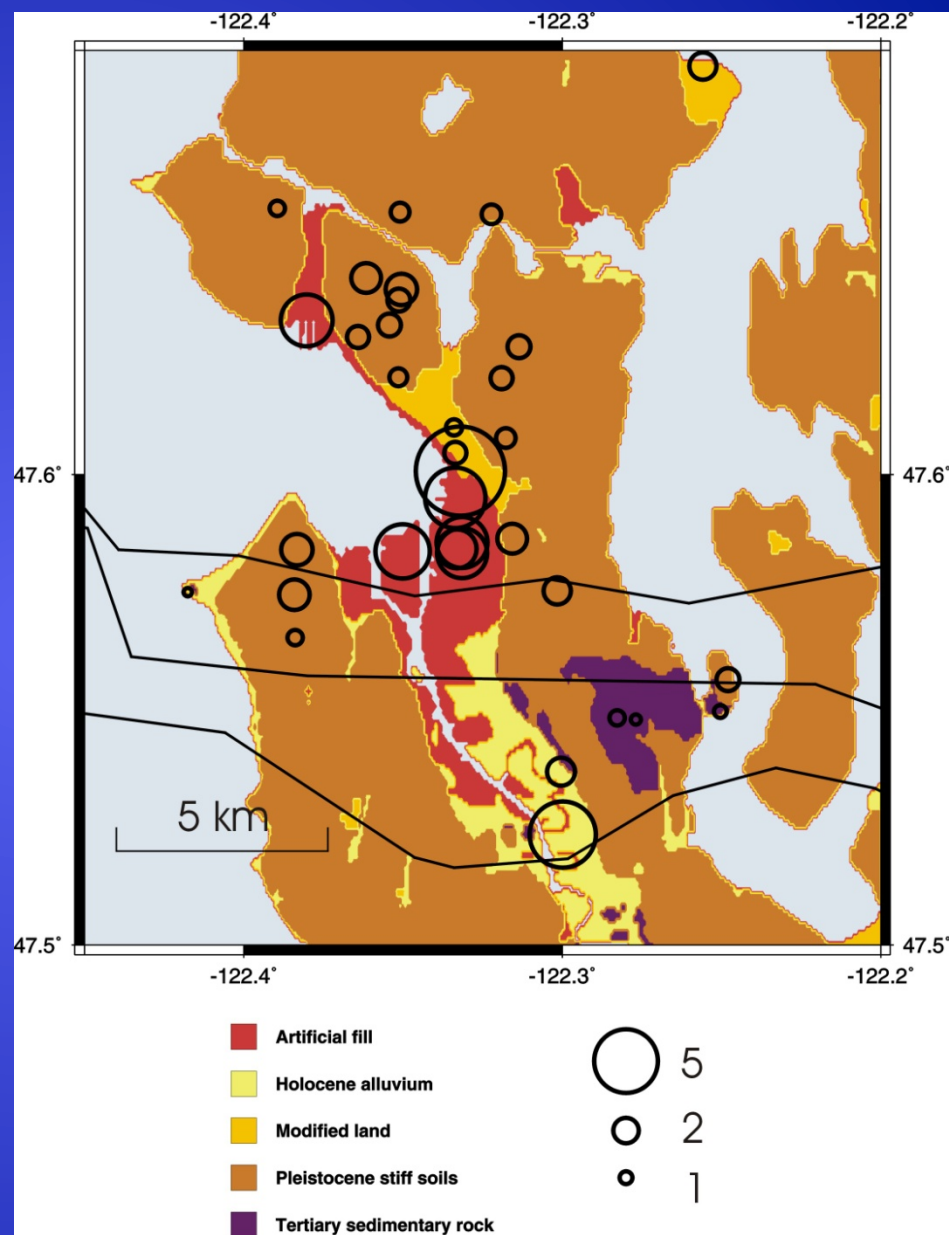 -122.4° -122.3° -122.2°
47.6° 47.6°
5 km
47.5° 47.5°
-122.4° -122.3° -122.2°
Artificial fill
Holocene alluvium
Modified land
Pleistocene stiff soils
Tertiary sedimentary rock
5
2
1